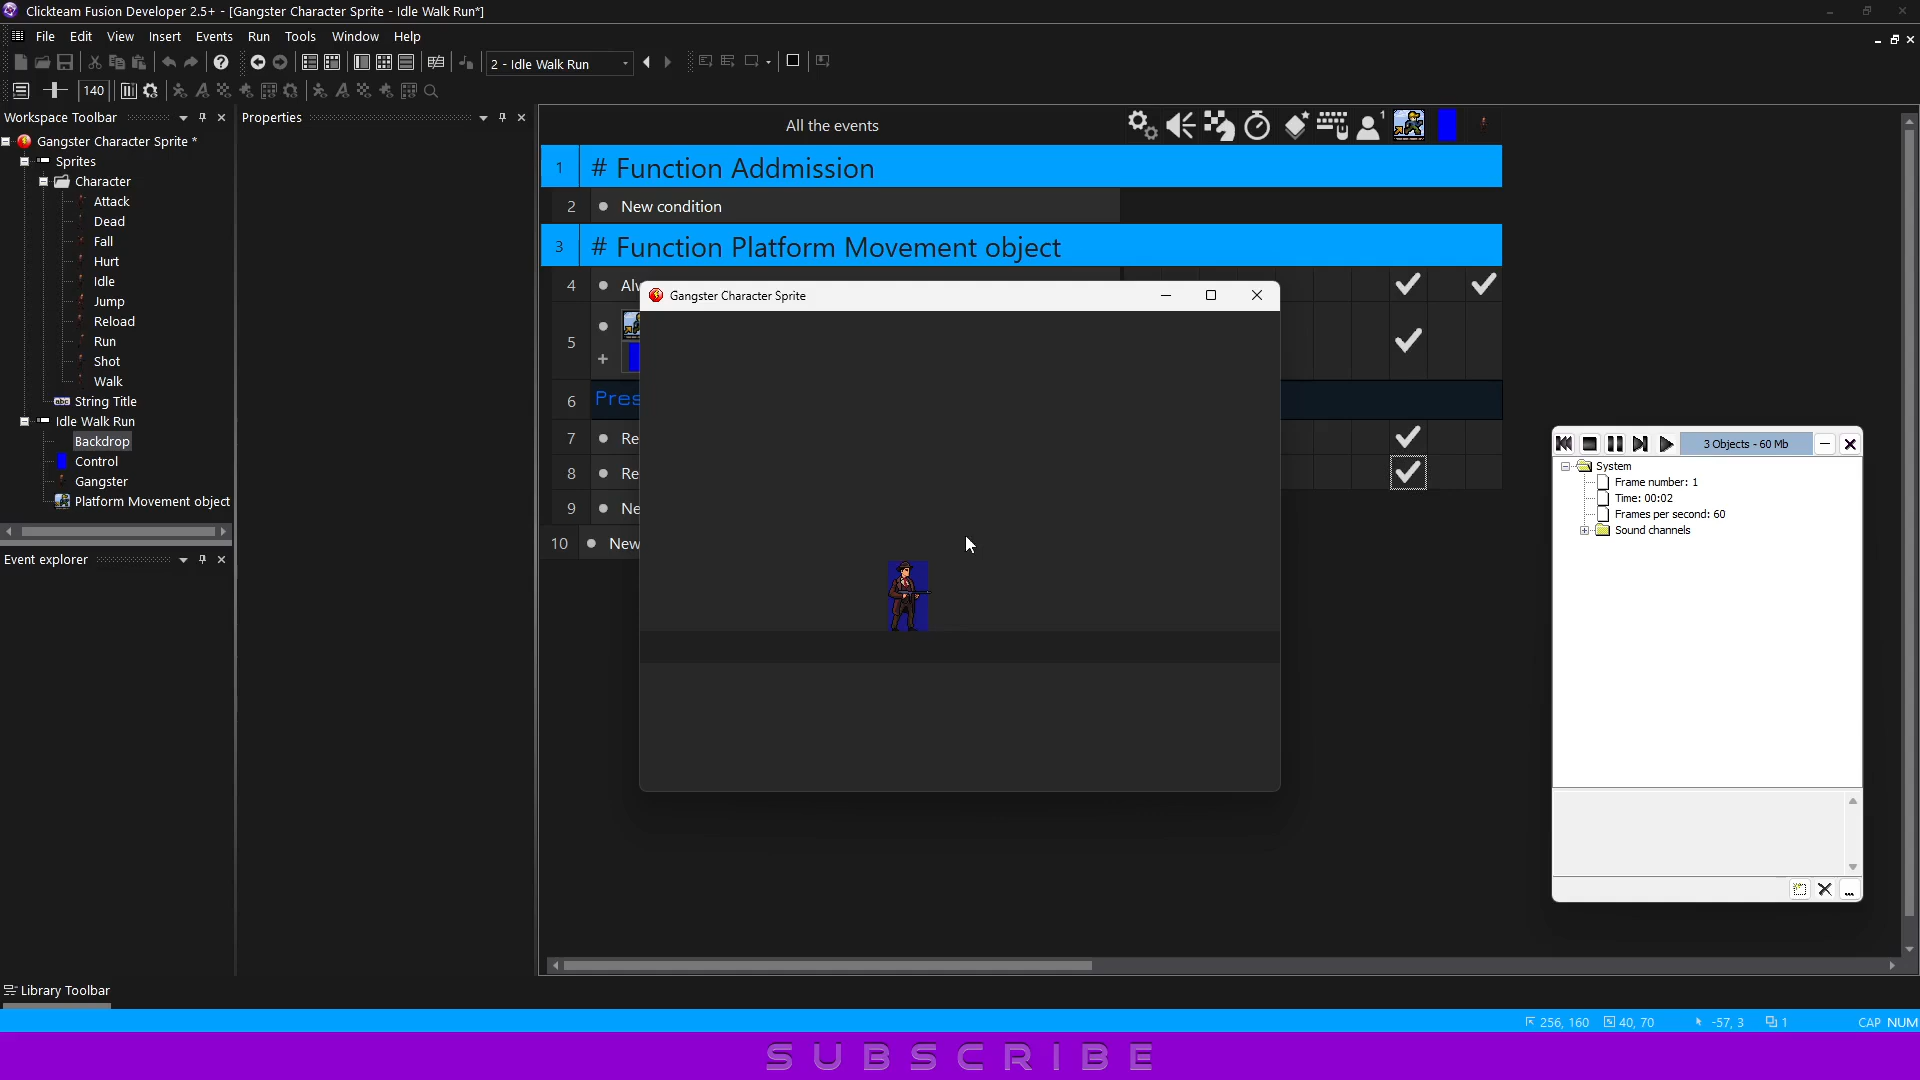 Clickteam Fusion Developer 2.5+ - [Gangster Character Sprite - Idle Walk Run*]
File Edit View Insert Events Run Tools Window Help
2 - Idle Walk Run
140
Workspace Toolbar
Properties
Gangster Character Sprite *
Sprites
Character
Attack
Dead
Fall
Hurt
Idle
Jump
Reload
Run
Shot
Walk
String Title
Idle Walk Run
Backdrop
Control
Gangster
Platform Movement object
Event explorer
All the events
1 # Function Addmission
2 New condition
3 # Function Platform Movement object
4 Alv
5
6 Pres
7 Re
8 Re
9 Ne
10 New
Gangster Character Sprite
3 Objects - 60 Mb
System
Frame number: 1
Time: 00:02
Frames per second: 60
Sound channels
Library Toolbar
256, 160 40, 70 -57, 3 1 CAP NUM
SUBSCRIBE